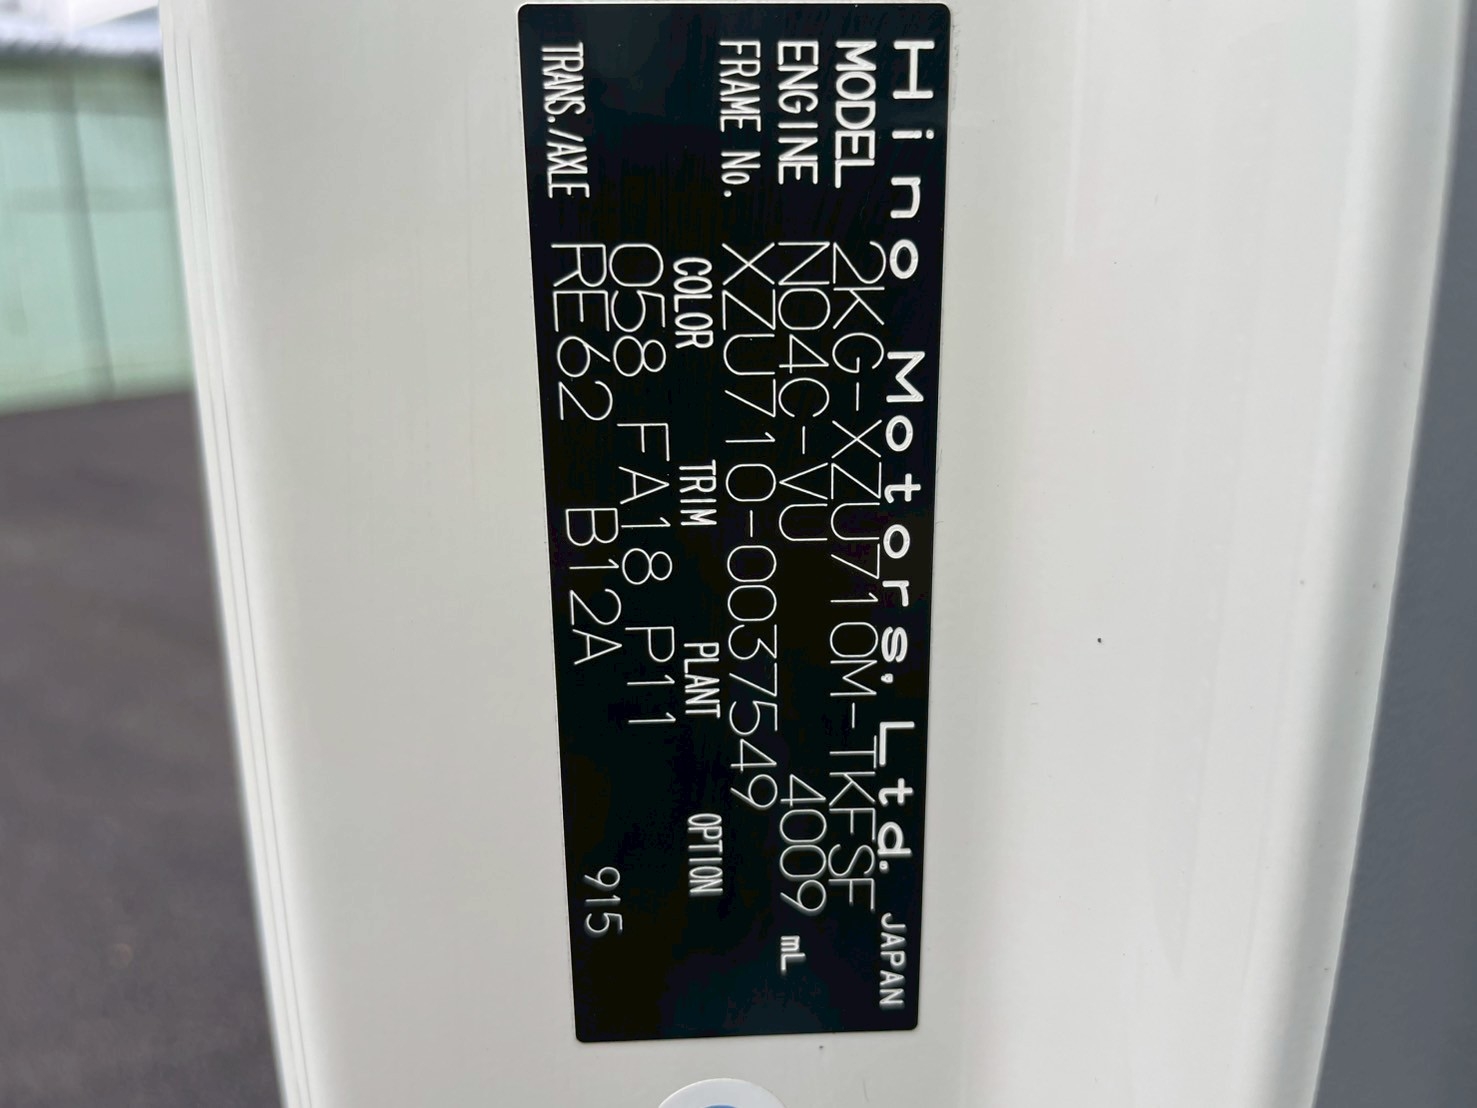 Hino Motors, Ltd. JAPAN
MODEL 2KG-XZU710M-TKFSF
ENGINE N04C-VU 4009 mL
FRAME No. XZU710-0037549
COLOR TRIM PLANT OPTION
058 FA18 P11
TRANS./AXLE RE62 B12A 915